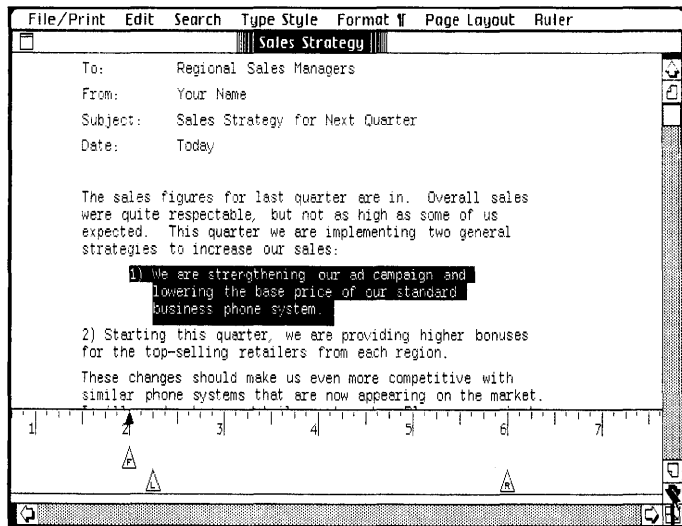 File/Print Edit Search Type Style Format ¶ Page Layout Ruler
Sales Strategy
To: Regional Sales Managers
From: Your Name
Subject: Sales Strategy for Next Quarter
Date: Today
The sales figures for last quarter are in. Overall sales
were quite respectable, but not as high as some of us
expected. This quarter we are implementing two general
strategies to increase our sales:
1) We are strengthening our ad campaign and
lowering the base price of our standard
business phone system.
2) Starting this quarter, we are providing higher bonuses
for the top-selling retailers from each region.
These changes should make us even more competitive with
similar phone systems that are now appearing on the market.
1 2 3 4 5 6 7
F
L R